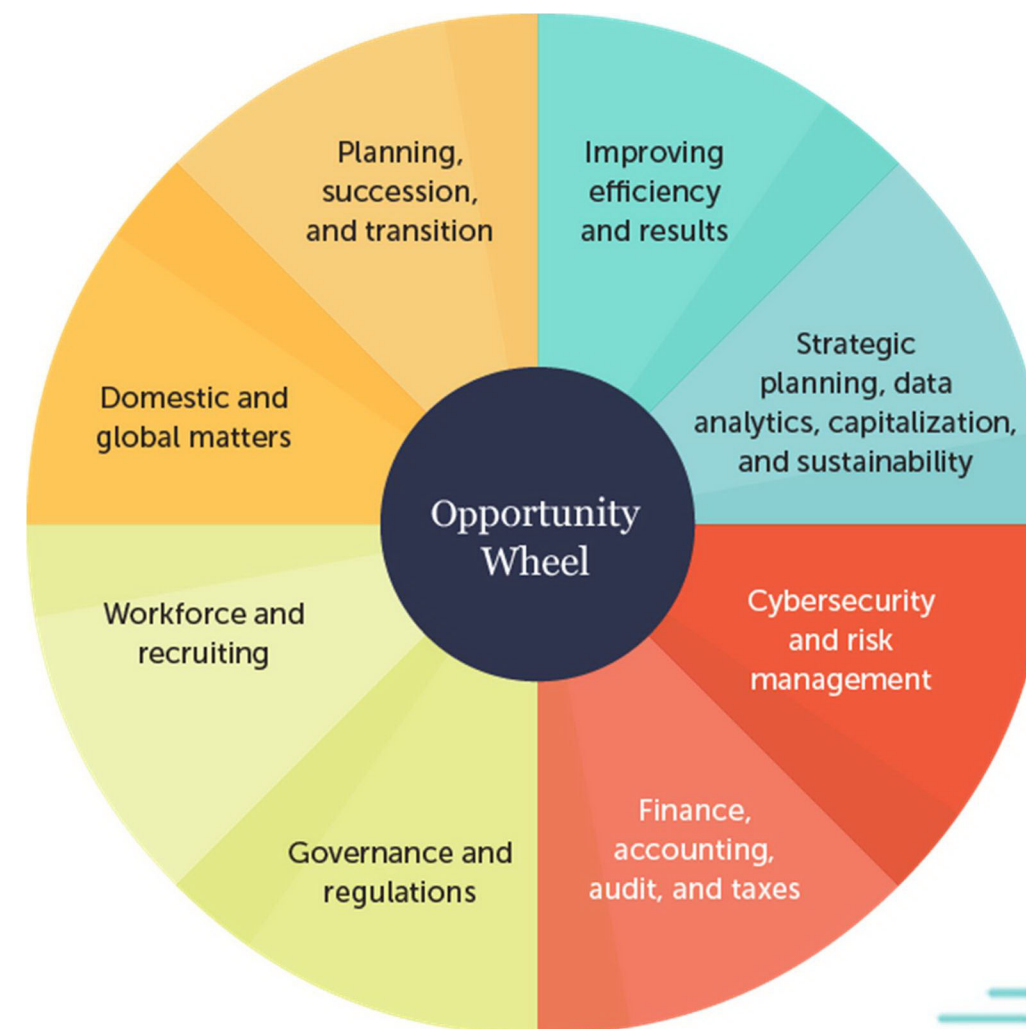 Planning,
succession,
and transition
Improving
efficiency
and results
Strategic
planning, data
analytics, capitalization,
and sustainability
Cybersecurity
and risk
management
Finance,
accounting,
audit, and taxes
Governance and
regulations
Workforce and
recruiting
Domestic and
global matters
Opportunity
Wheel